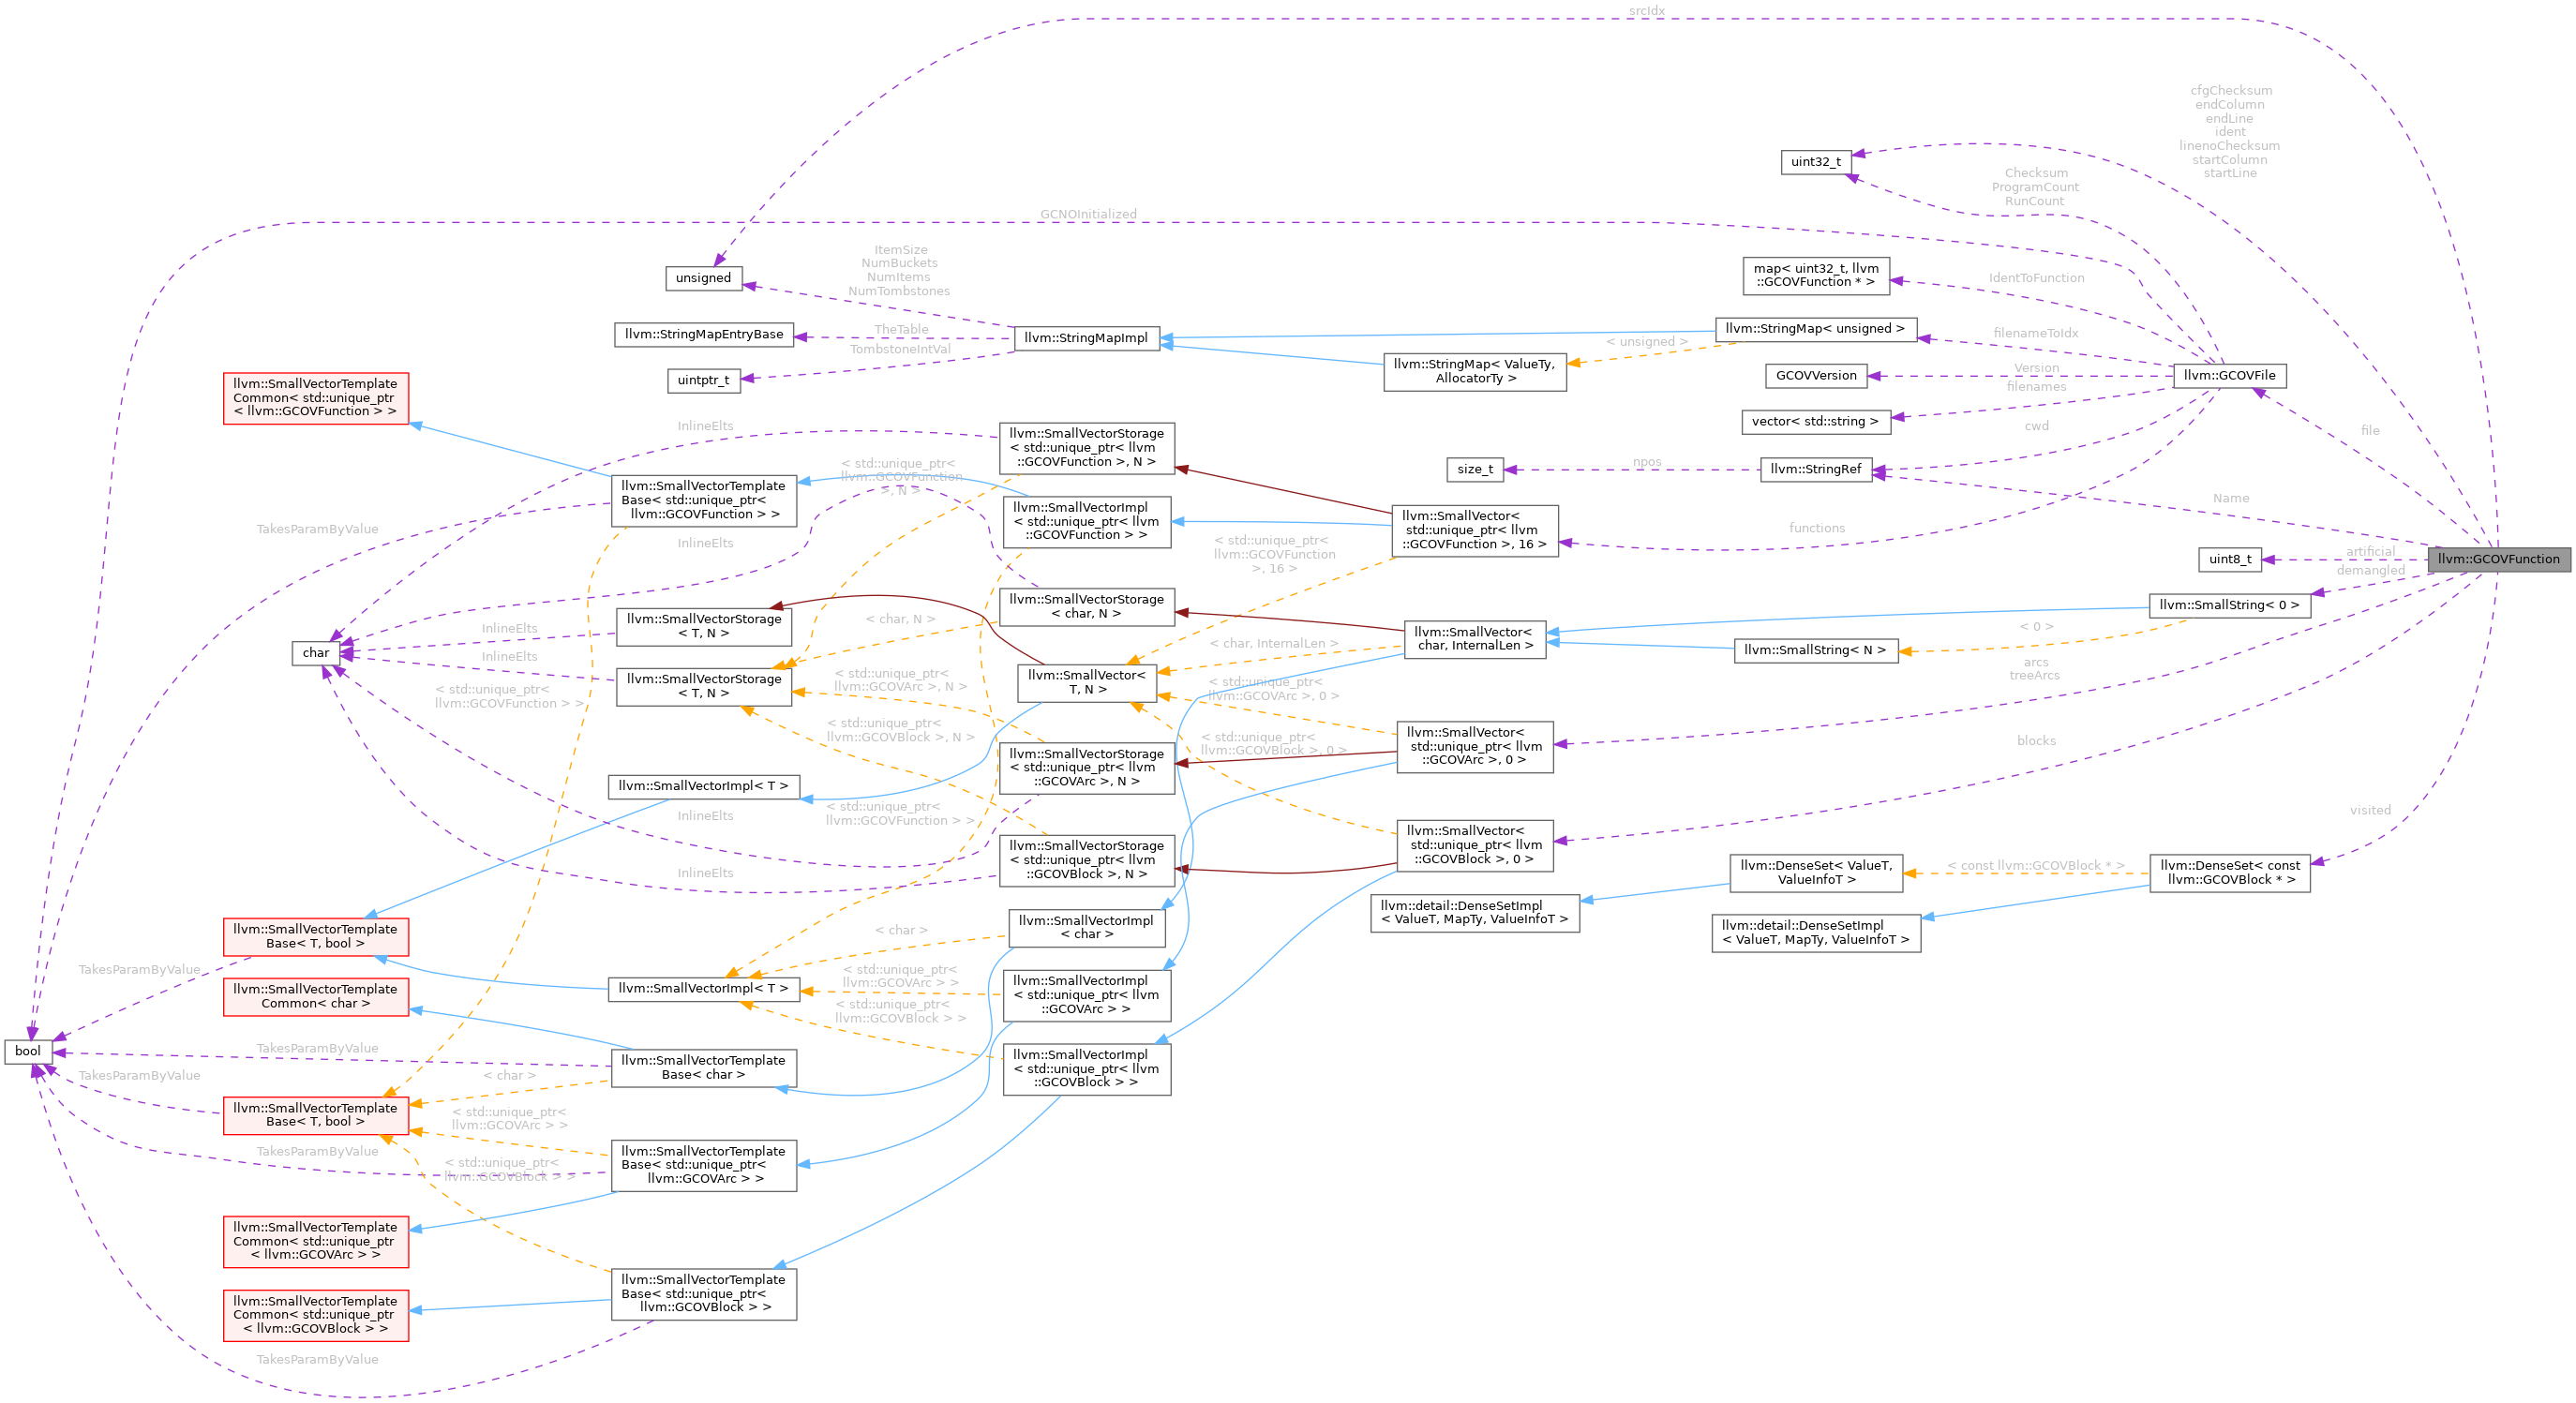 srcIdx
cfgChecksum
endColumn
endLine
ident
linenoChecksum
startColumn
startLine
uint32_t
Checksum
ProgramCount
RunCount
GCNOInitialized
ItemSize
NumBuckets
NumItems
NumTombstones
unsigned
map< uint32_t, llvm
::GCOVFunction * >
IdentToFunction
llvm::StringMapEntryBase
TheTable
llvm::StringMapImpl
llvm::StringMap< unsigned >
filenameToIdx
TombstoneIntVal
< unsigned >
uintptr_t
llvm::StringMap< ValueTy,
AllocatorTy >
GCOVVersion
Version
llvm::GCOVFile
filenames
llvm::SmallVectorTemplate
Common< std::unique_ptr
< llvm::GCOVFunction > >
vector< std::string >
cwd
file
InlineElts
llvm::SmallVectorStorage
< std::unique_ptr< llvm
::GCOVFunction >, N >
< std::unique_ptr<
llvm::GCOVFunction
>, N >
size_t
npos
llvm::StringRef
Name
llvm::SmallVectorTemplate
Base< std::unique_ptr<
llvm::GCOVFunction > >
TakesParamByValue
llvm::SmallVectorImpl
< std::unique_ptr< llvm
::GCOVFunction > >
llvm::SmallVector<
std::unique_ptr< llvm
::GCOVFunction >, 16 >
functions
InlineElts
< std::unique_ptr<
llvm::GCOVFunction
>, 16 >
uint8_t
artificial
llvm::GCOVFunction
demangled
llvm::SmallVectorStorage
< char, N >
llvm::SmallString< 0 >
llvm::SmallVectorStorage
< T, N >
InlineElts
< char, N >
llvm::SmallVector<
char, InternalLen >
< char, InternalLen >
< 0 >
llvm::SmallString< N >
char
InlineElts
llvm::SmallVectorStorage
< T, N >
< std::unique_ptr<
llvm::GCOVArc >, N >
llvm::SmallVector<
T, N >
< std::unique_ptr<
llvm::GCOVArc >, 0 >
arcs
treeArcs
< std::unique_ptr<
llvm::GCOVFunction > >
< std::unique_ptr<
llvm::GCOVBlock >, N >
llvm::SmallVectorStorage
< std::unique_ptr< llvm
::GCOVArc >, N >
< std::unique_ptr<
llvm::GCOVBlock >, 0 >
llvm::SmallVector<
std::unique_ptr< llvm
::GCOVArc >, 0 >
blocks
llvm::SmallVectorImpl< T >
InlineElts
< std::unique_ptr<
llvm::GCOVFunction > >
visited
llvm::SmallVectorStorage
< std::unique_ptr< llvm
::GCOVBlock >, N >
llvm::SmallVector<
std::unique_ptr< llvm
::GCOVBlock >, 0 >
InlineElts
llvm::DenseSet< ValueT,
ValueInfoT >
< const llvm::GCOVBlock * >
llvm::DenseSet< const
llvm::GCOVBlock * >
llvm::detail::DenseSetImpl
< ValueT, MapTy, ValueInfoT >
llvm::detail::DenseSetImpl
< ValueT, MapTy, ValueInfoT >
llvm::SmallVectorTemplate
Base< T, bool >
< char >
llvm::SmallVectorImpl
< char >
TakesParamByValue
llvm::SmallVectorTemplate
Common< char >
llvm::SmallVectorImpl< T >
< std::unique_ptr<
llvm::GCOVArc > >
llvm::SmallVectorImpl
< std::unique_ptr< llvm
::GCOVArc > >
< std::unique_ptr<
llvm::GCOVBlock > >
bool
TakesParamByValue
llvm::SmallVectorTemplate
Base< char >
llvm::SmallVectorImpl
< std::unique_ptr< llvm
::GCOVBlock > >
TakesParamByValue
< char >
llvm::SmallVectorTemplate
Base< T, bool >
< std::unique_ptr<
llvm::GCOVArc > >
TakesParamByValue
< std::unique_ptr<
llvm::GCOVBlock > >
llvm::SmallVectorTemplate
Base< std::unique_ptr<
llvm::GCOVArc > >
llvm::SmallVectorTemplate
Common< std::unique_ptr
< llvm::GCOVArc > >
llvm::SmallVectorTemplate
Base< std::unique_ptr<
llvm::GCOVBlock > >
llvm::SmallVectorTemplate
Common< std::unique_ptr
< llvm::GCOVBlock > >
TakesParamByValue